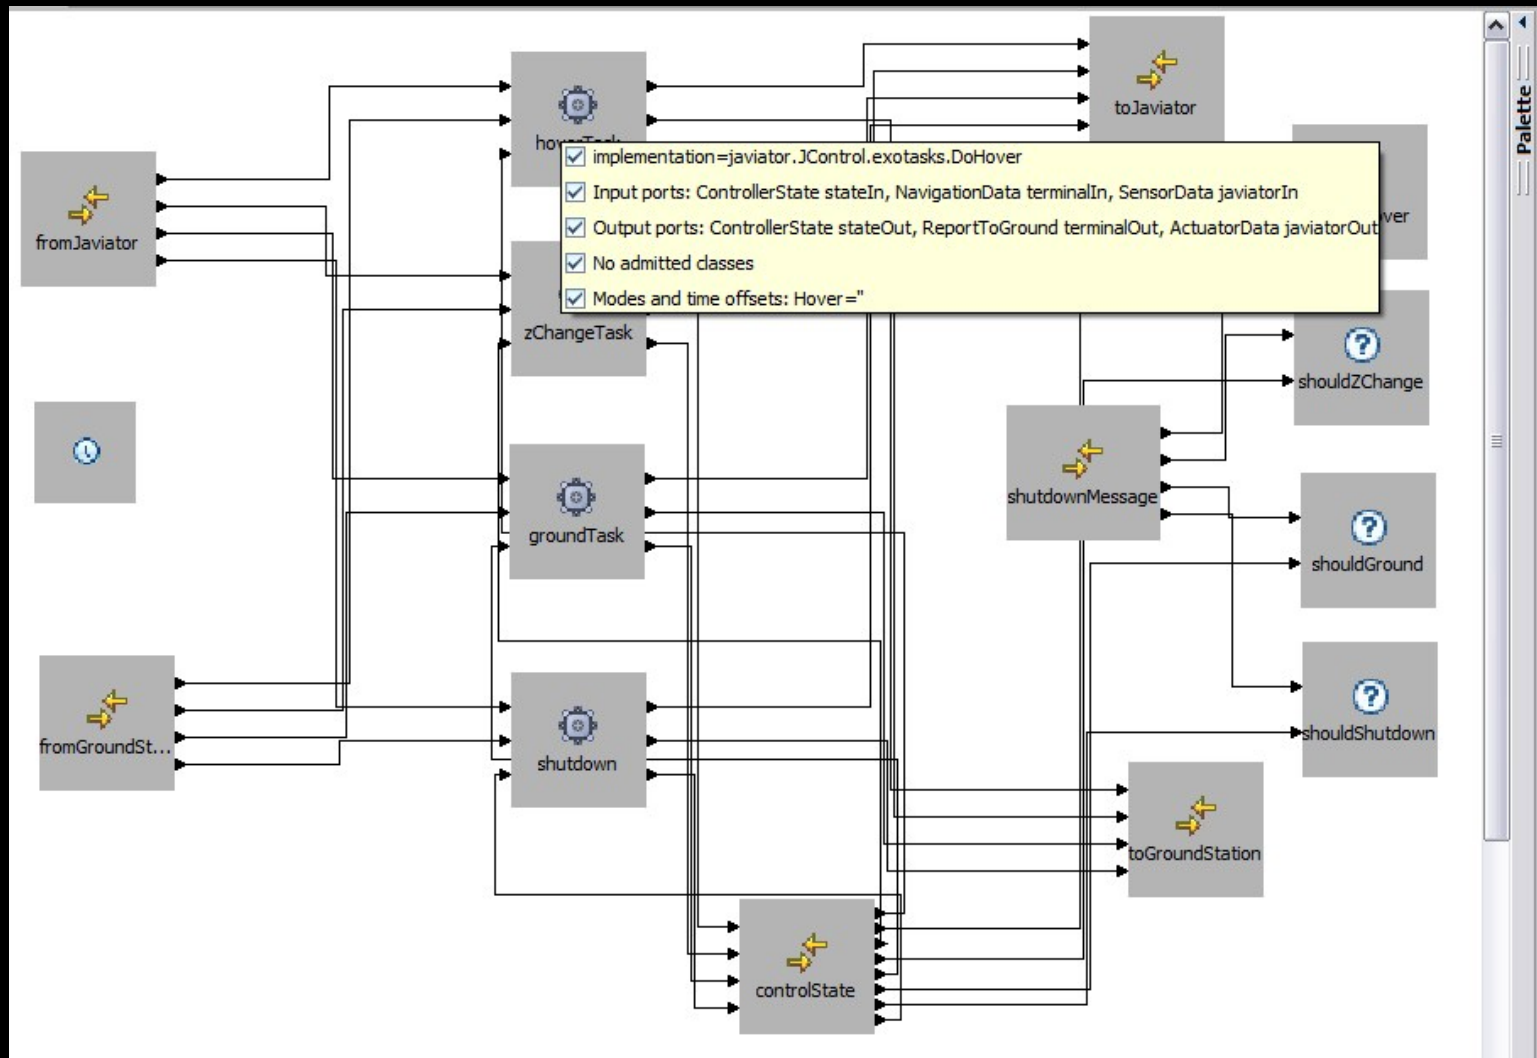 toJaviator
Palette
hoverTask
implementation=javiator.JControl.exotasks.DoHover
Input ports: ControllerState stateIn, NavigationData terminalIn, SensorData javiatorIn
ver
Output ports: ControllerState stateOut, ReportToGround terminalOut, ActuatorData javiatorOut
fromJaviator
No admitted classes
Modes and time offsets: Hover=''
zChangeTask
shouldZChange
shutdownMessage
groundTask
shouldGround
fromGroundSt...
shutdown
shouldShutdown
toGroundStation
controlState